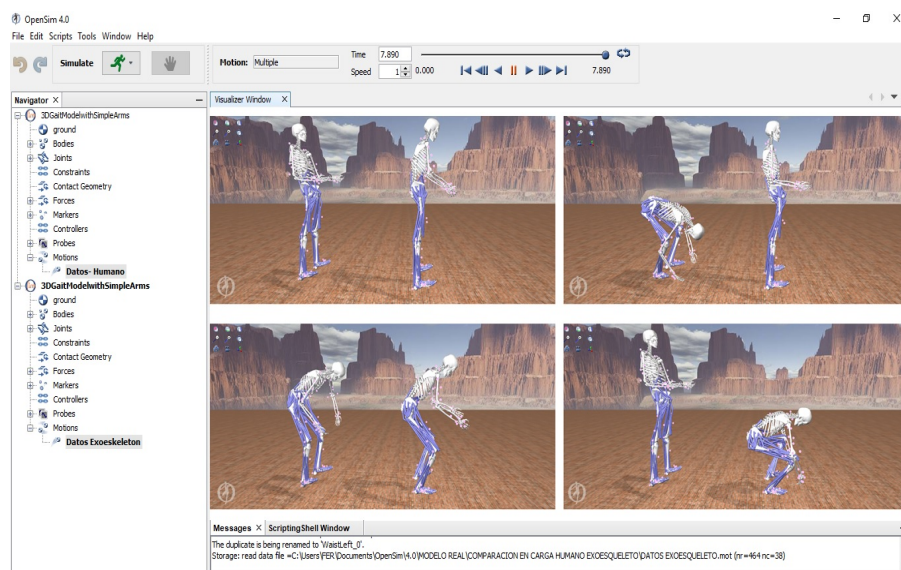 OpenSim 4.0
File Edit Scripts Tools Window Help
Simulate
Motion: Multiple
Time 7.890
Speed 1 0.000 7.890
Navigator
Visualizer Window
3DGaitModelwithSimpleArms
ground
Bodies
Joints
Constraints
Contact Geometry
Forces
Markers
Controllers
Probes
Motions
Datos- Humano
3DGaitModelwithSimpleArms
ground
Bodies
Joints
Constraints
Contact Geometry
Forces
Markers
Controllers
Probes
Motions
Datos Exoeskeleton
Messages ScriptingShell Window
The duplicate is being renamed to 'WaistLeft_0'.
Storage: read data file =C:\Users\FER\Documents\OpenSim\4.0\MODELO REAL\COMPARACION EN CARGA HUMANO EXOESQUELETO\DATOS EXOESQUELETO.mot (nr=464 nc=38)